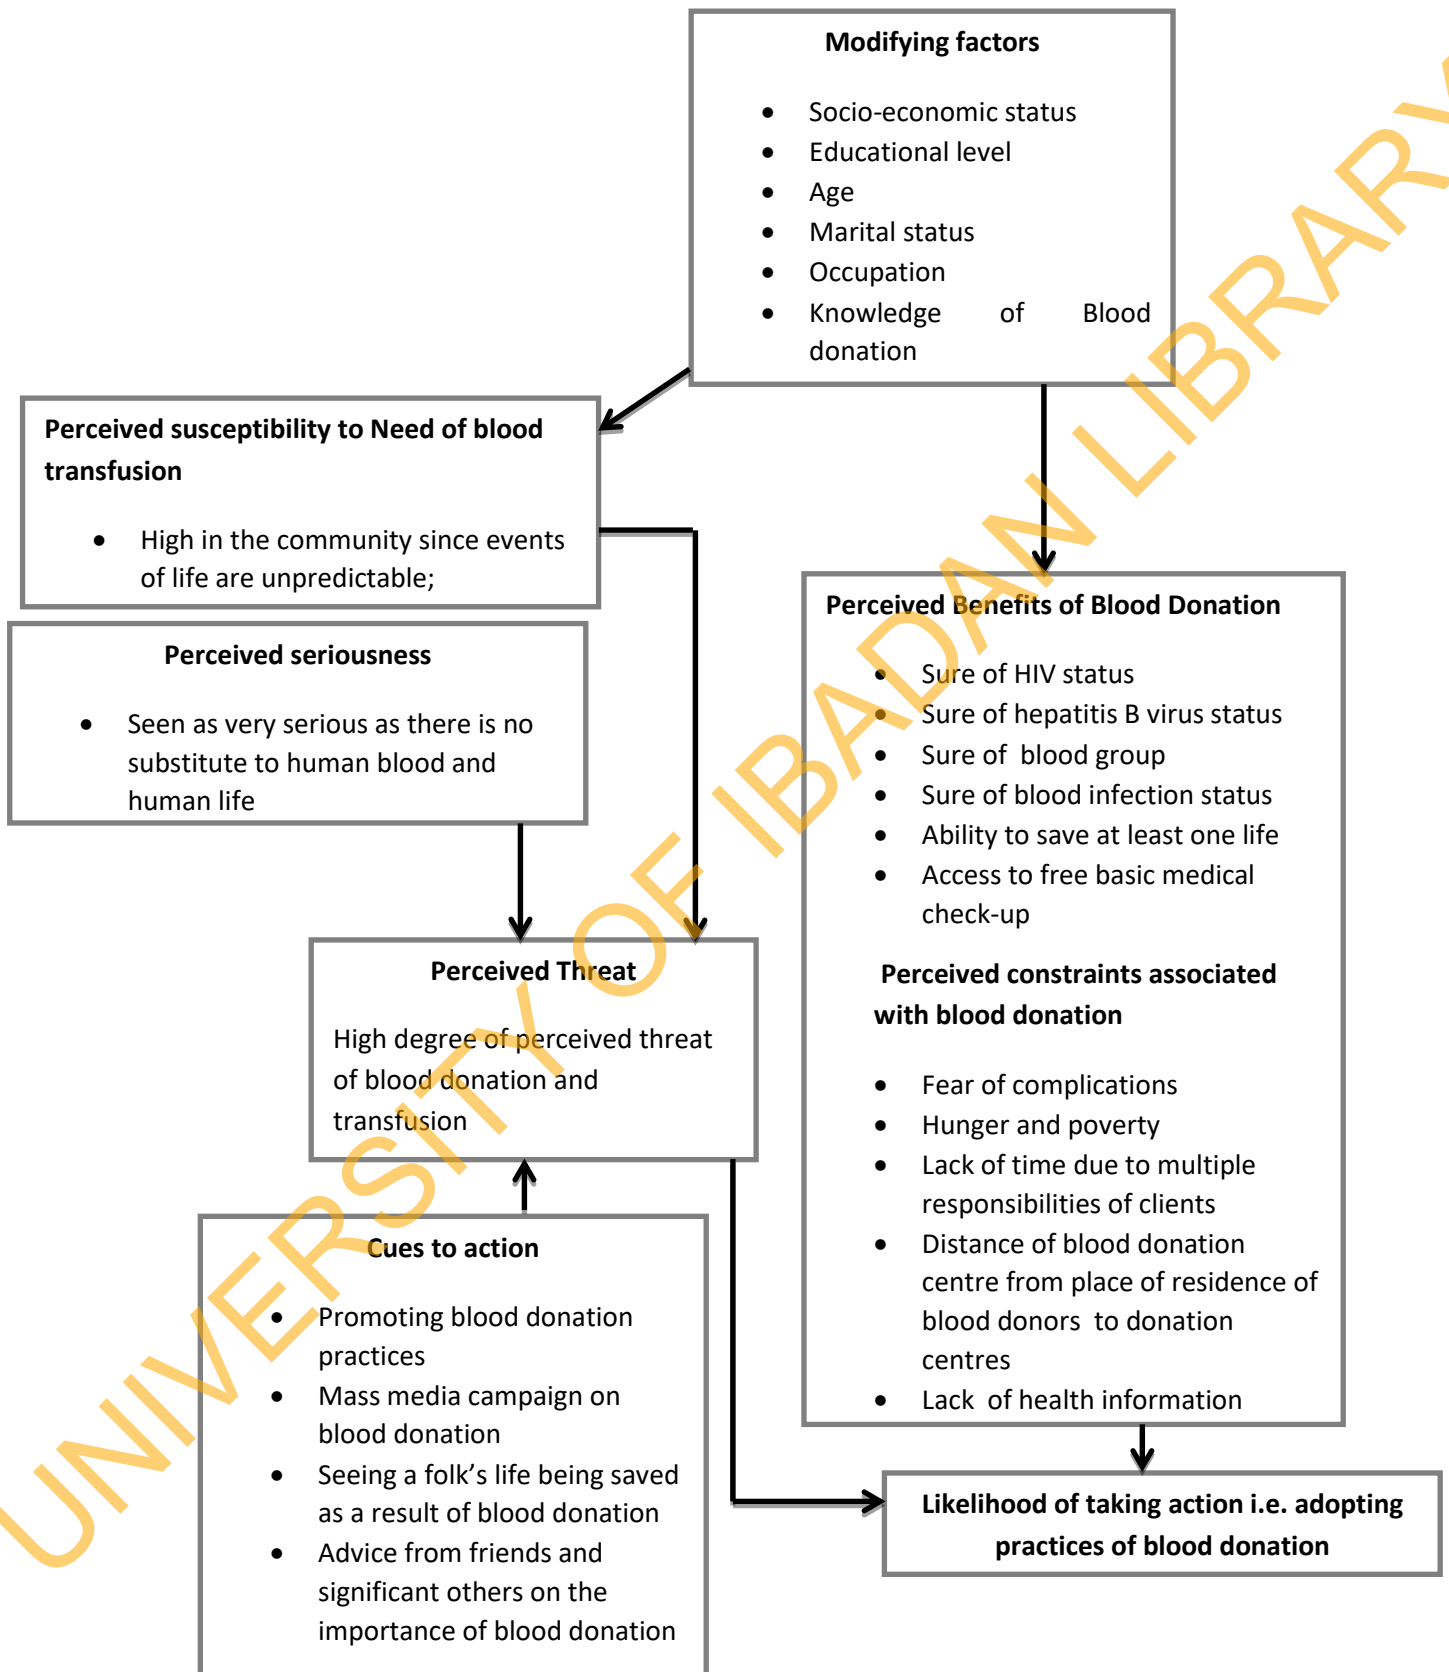 Modifying factors
• Socio-economic status
• Educational level
• Age
• Marital status
• Occupation
• Knowledge of Blood
donation
Perceived susceptibility to Need of blood
transfusion
• High in the community since events
of life are unpredictable;
Perceived seriousness
• Seen as very serious as there is no
substitute to human blood and
human life
Perceived Benefits of Blood Donation
• Sure of HIV status
• Sure of hepatitis B virus status
• Sure of blood group
• Sure of blood infection status
• Ability to save at least one life
• Access to free basic medical
check-up
Perceived constraints associated
with blood donation
• Fear of complications
• Hunger and poverty
• Lack of time due to multiple
responsibilities of clients
• Distance of blood donation
centre from place of residence of
blood donors to donation
centres
• Lack of health information
Perceived Threat
High degree of perceived threat
of blood donation and
transfusion
Cues to action
• Promoting blood donation
practices
• Mass media campaign on
blood donation
• Seeing a folk’s life being saved
as a result of blood donation
• Advice from friends and
significant others on the
importance of blood donation
Likelihood of taking action i.e. adopting
practices of blood donation
UNIVERSITY OF IBADAN LIBRARY